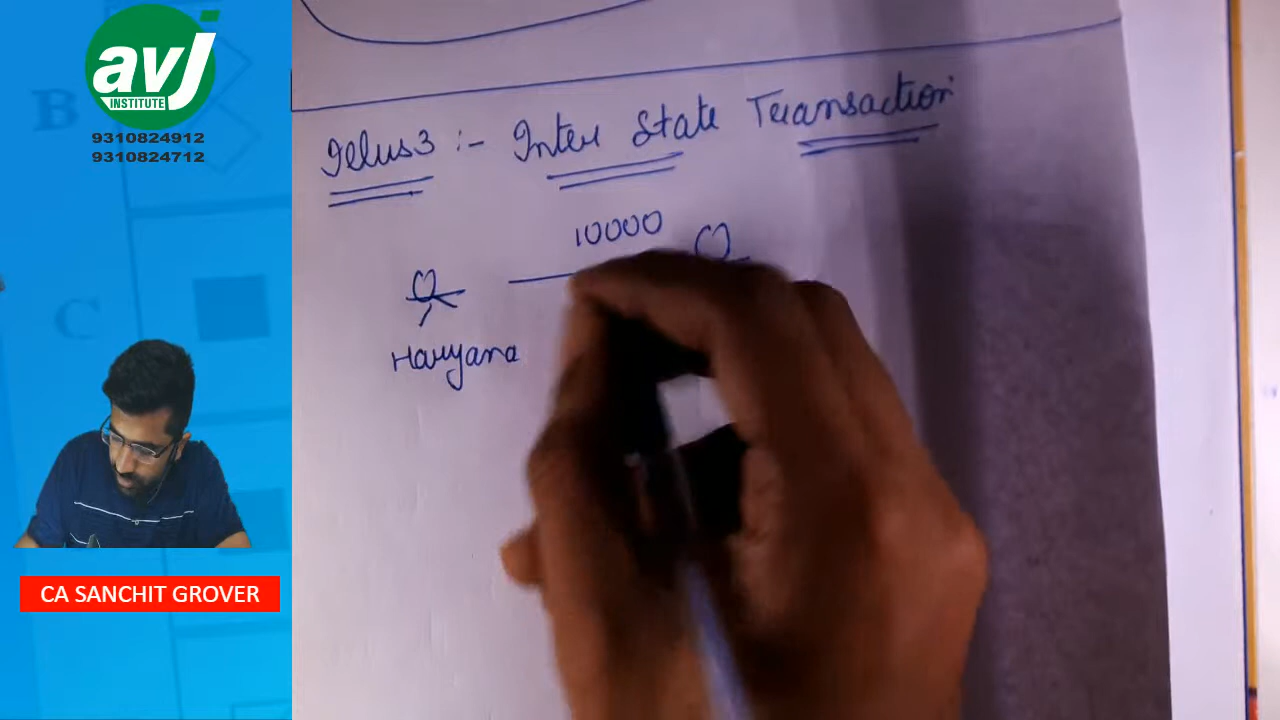 avj
INSTITUTE
9310824912
9310824712
B
C
CA SANCHIT GROVER
Illus3 :- Inter State Transaction
10000
Haryana